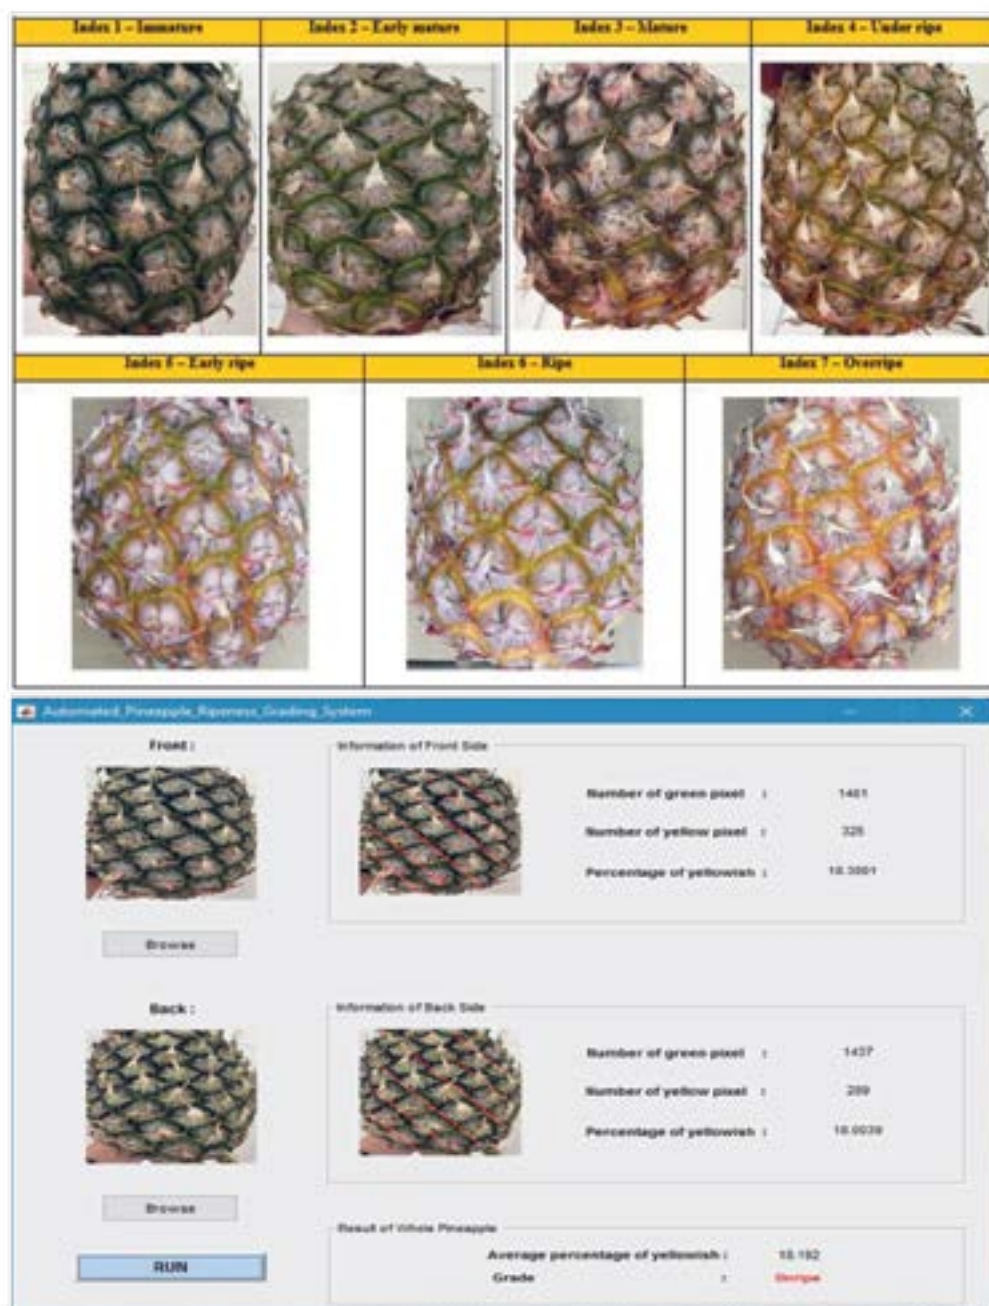 Index 1 – Immature
Index 2 – Early mature
Index 3 – Mature
Index 4 – Under ripe
Index 5 – Early ripe
Index 6 – Ripe
Index 7 – Overripe
Automated_Pineapple_Ripeness_Grading_System
Front :
Information of Front Side
Number of green pixel :
Number of yellow pixel :
Percentage of yellowish :
Browse
Back :
Information of Back Side
Number of green pixel : 1437
Number of yellow pixel :
Percentage of yellowish :
Browse
RUN
Result of Whole Pineapple
Average percentage of yellowish :
Grade : Unripe